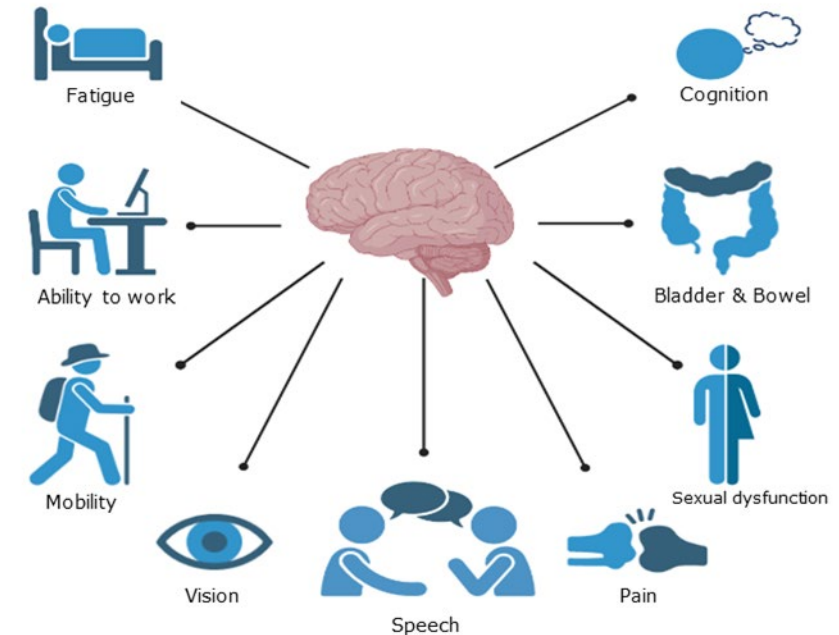 Fatigue
Cognition
Ability to work
Bladder & Bowel
Mobility
Sexual dysfunction
Vision
Pain
Speech